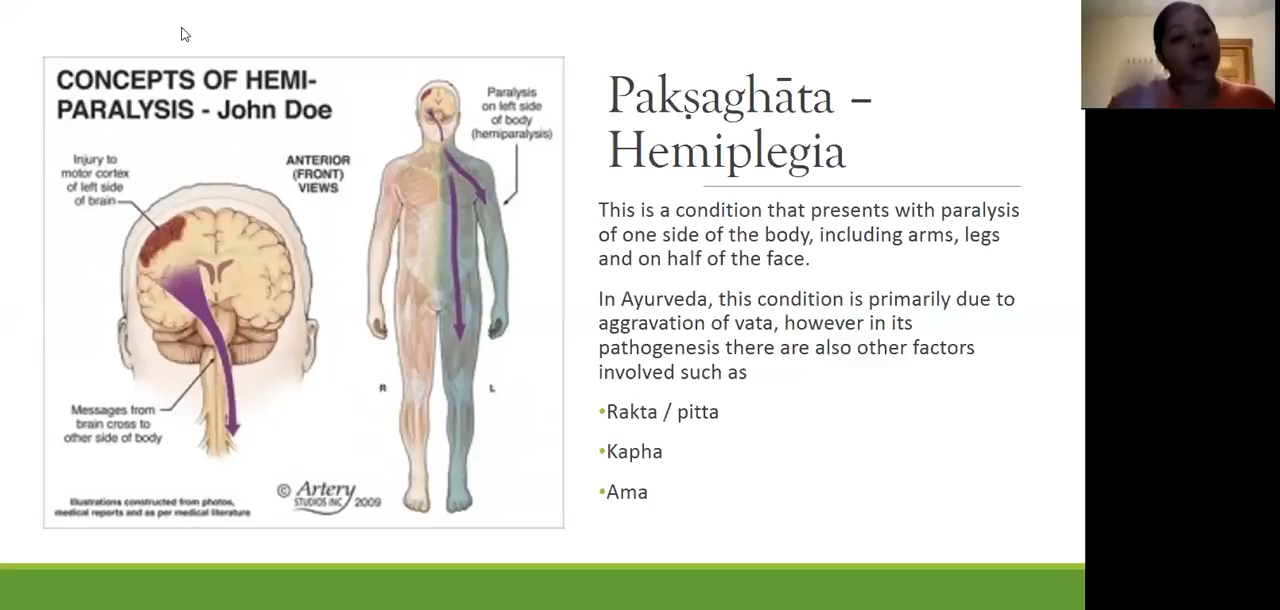 CONCEPTS OF HEMI-
PARALYSIS - John Doe
Injury to
motor cortex
of left side
of brain
ANTERIOR
(FRONT)
VIEWS
Paralysis
on left side
of body
(hemiparalysis)
R
L
Messages from
brain cross to
other side of body
© Artery
STUDIOS INC. 2009
Illustrations constructed from photos,
medical reports and as per medical literature
Pakṣaghāta –
Hemiplegia
This is a condition that presents with paralysis
of one side of the body, including arms, legs
and on half of the face.
In Ayurveda, this condition is primarily due to
aggravation of vata, however in its
pathogenesis there are also other factors
involved such as
•Rakta / pitta
•Kapha
•Ama